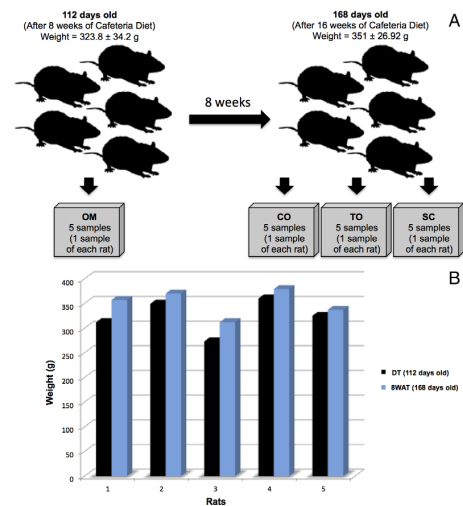 112 days old
(After 8 weeks of Cafeteria Diet)
Weight = 323.8 ± 34.2 g
168 days old
(After 16 weeks of Cafeteria Diet)
Weight = 351 ± 26.92 g
A
8 weeks
OM
5 samples
(1 sample
of each rat)
CO
5 samples
(1 sample
of each rat)
TO
5 samples
(1 sample
of each rat)
SC
5 samples
(1 sample
of each rat)
B
400
350
300
250
200
150
100
50
0
Weight (g)
1 2 3 4 5
Rats
DT (112 days old)
8WAT (168 days old)